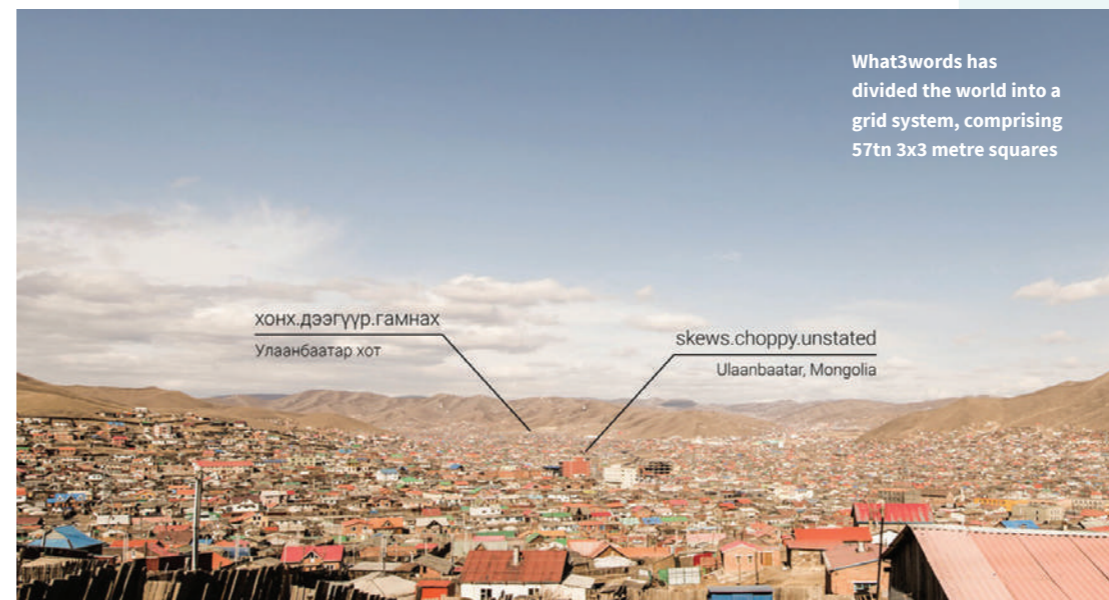 What3words has
divided the world into a
grid system, comprising
57tn 3x3 metre squares
хонх.дээгүүр.гамнах
Улаанбаатар хот
skews.choppy.unstated
Ulaanbaatar, Mongolia